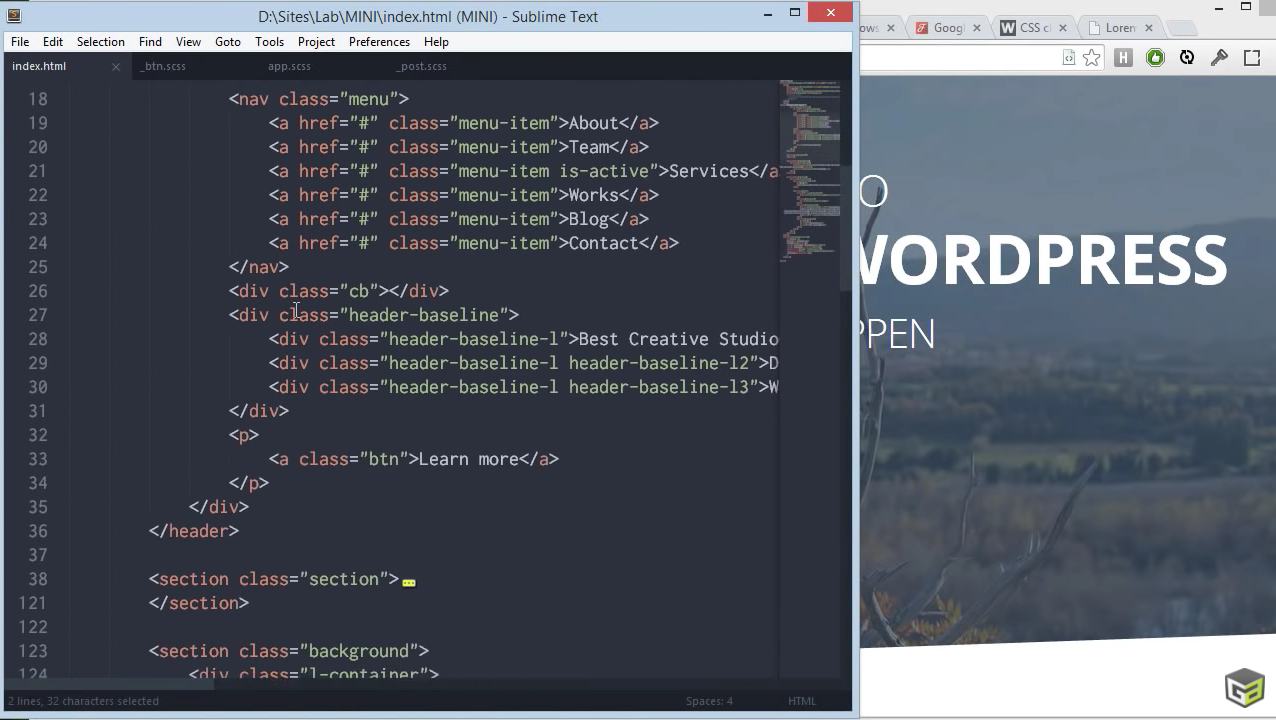 D:\Sites\Lab\MINI\index.html (MINI) - Sublime Text
File Edit Selection Find View Goto Tools Project Preferences Help
index.html _btn.scss app.scss _post.scss
18 <nav class="menu">
19 <a href="#" class="menu-item">About</a>
20 <a href="#" class="menu-item">Team</a>
21 <a href="#" class="menu-item is-active">Services</a
22 <a href="#" class="menu-item">Works</a>
23 <a href="#" class="menu-item">Blog</a>
24 <a href="#" class="menu-item">Contact</a>
25 </nav>
26 <div class="cb"></div>
27 <div class="header-baseline">
28 <div class="header-baseline-l">Best Creative Studio
29 <div class="header-baseline-l header-baseline-l2">D
30 <div class="header-baseline-l header-baseline-l3">W
31 </div>
32 <p>
33 <a class="btn">Learn more</a>
34 </p>
35 </div>
36 </header>
37
38 <section class="section">
121 </section>
122
123 <section class="background">
124 <div class="l-container">
2 lines, 32 characters selected Spaces: 4 HTML
Googl
W CSS cl
Loren
H
O
WORDPRESS
PPEN